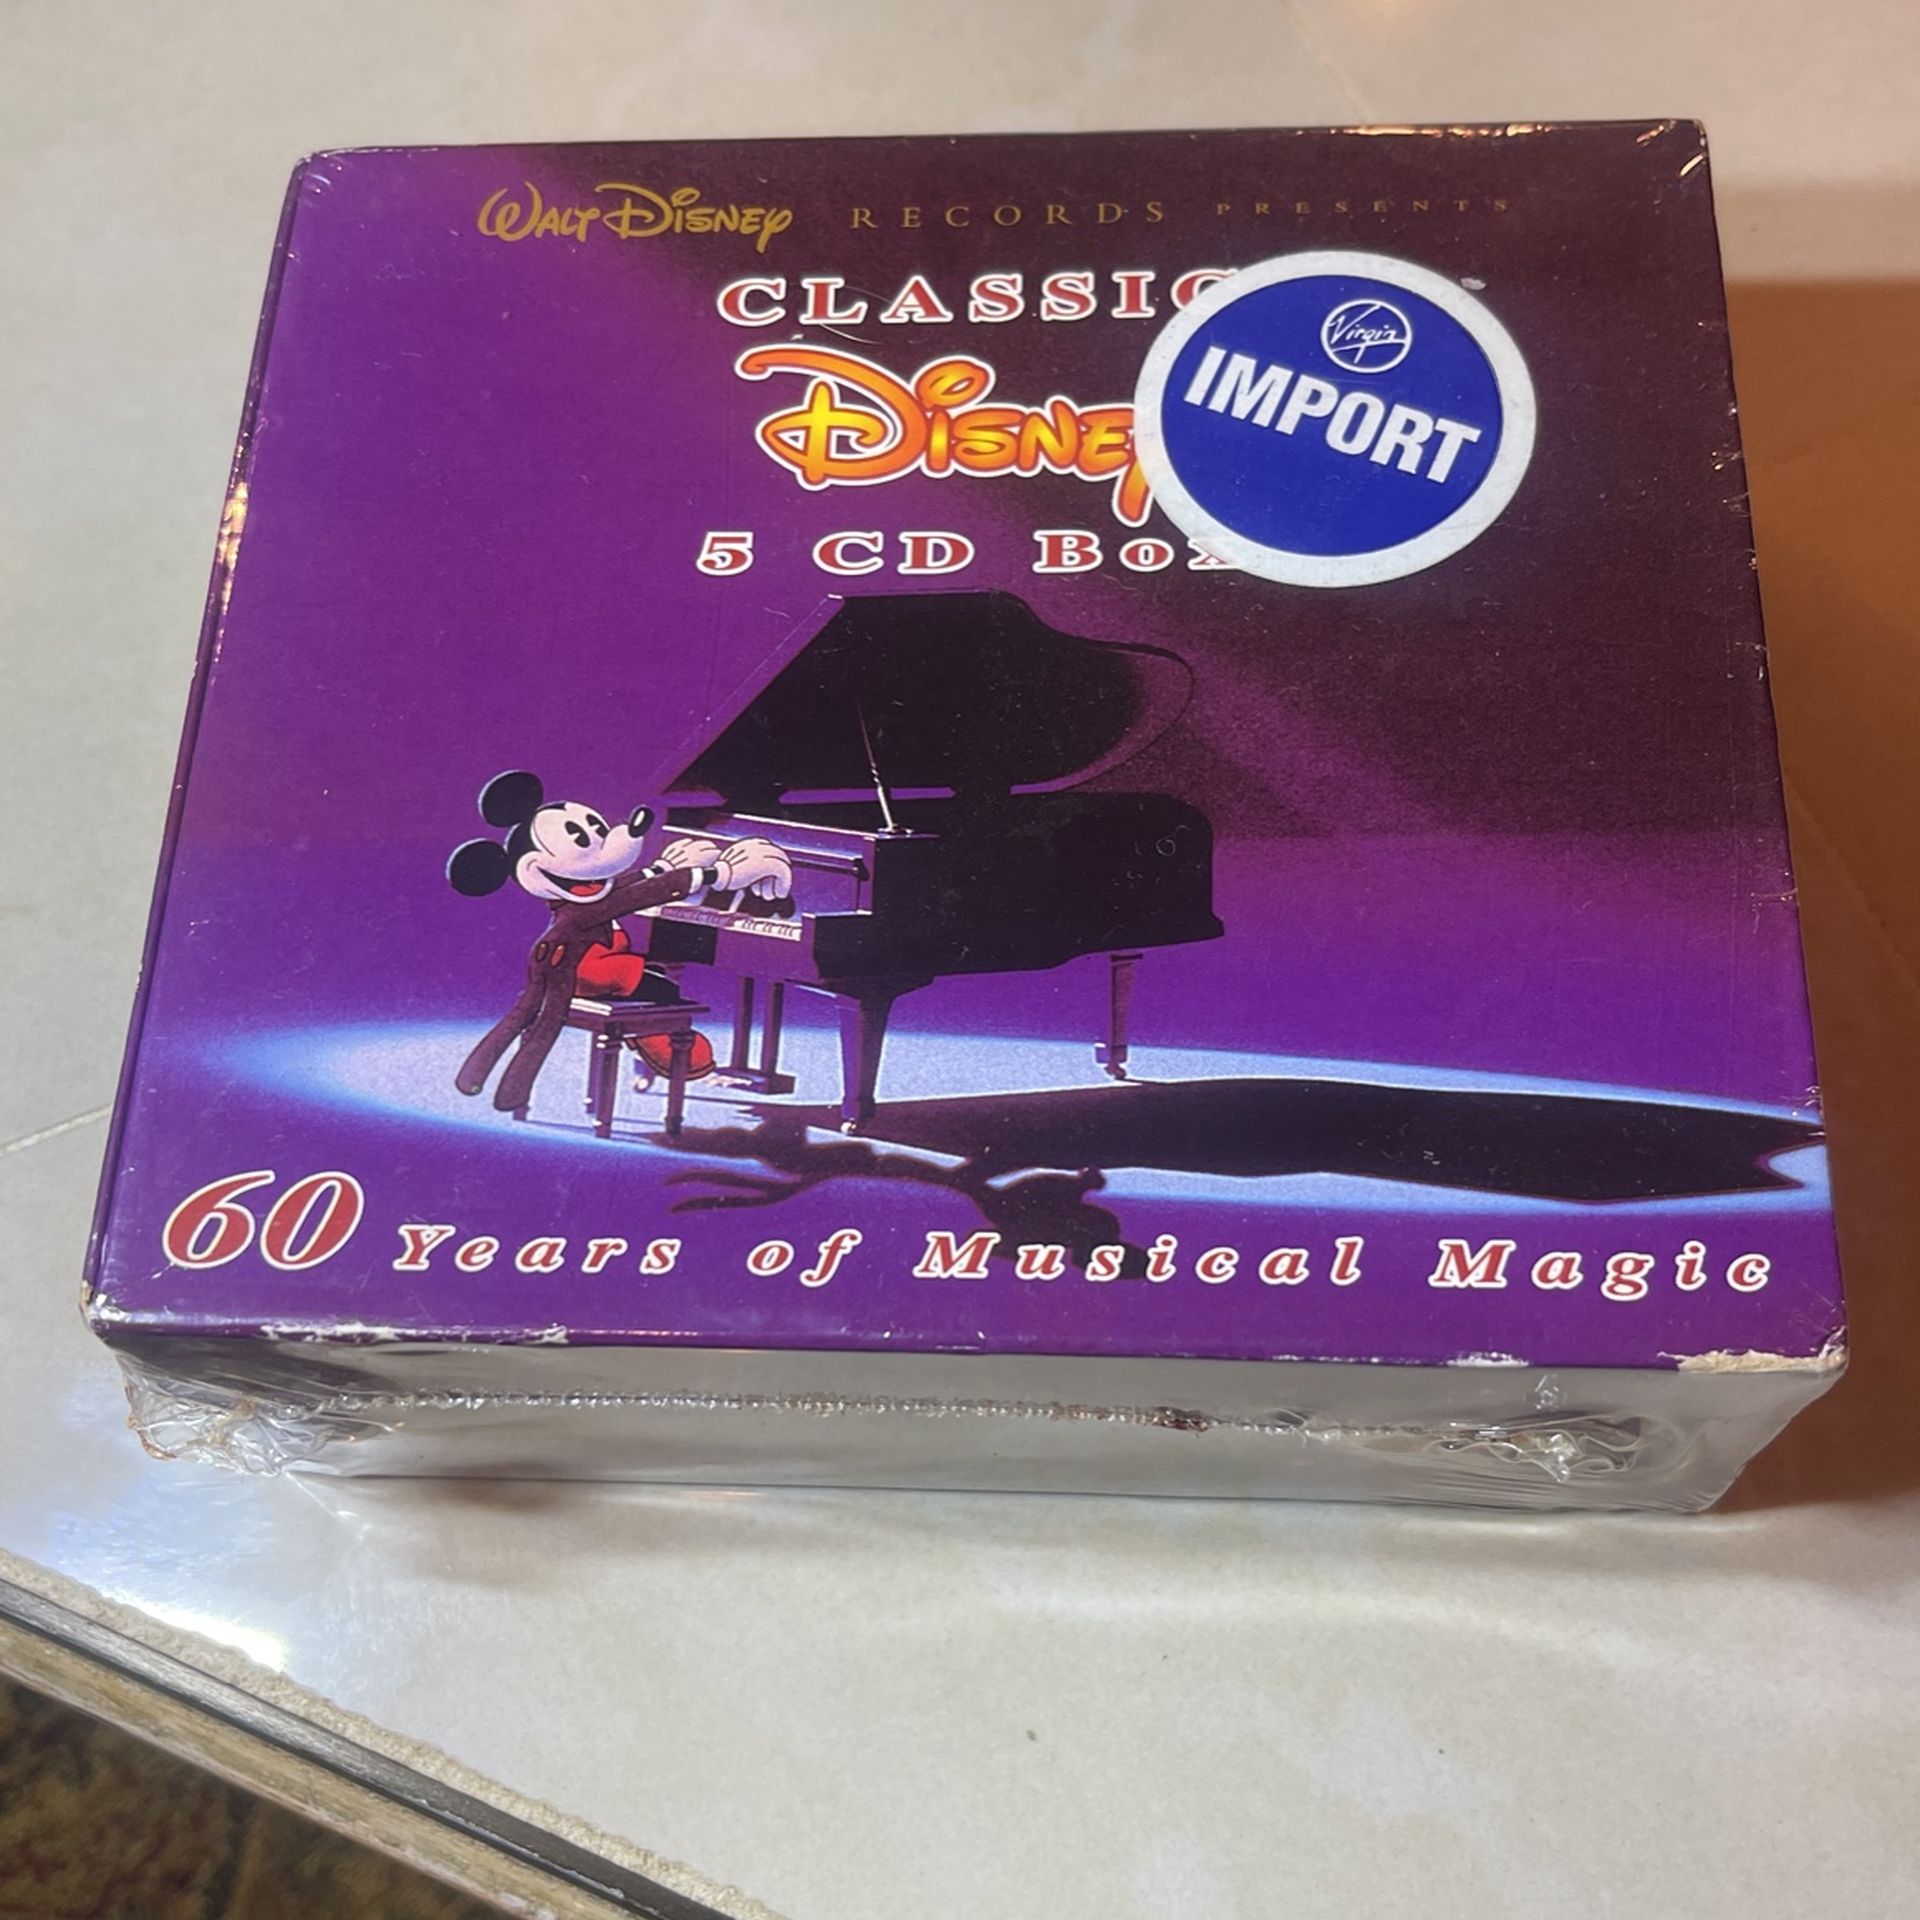 WALT DISNEY RECORDS PRESENTS
CLASSIC
DISNEY
5 CD BOX
Virgin
IMPORT
60 Years of Musical Magic